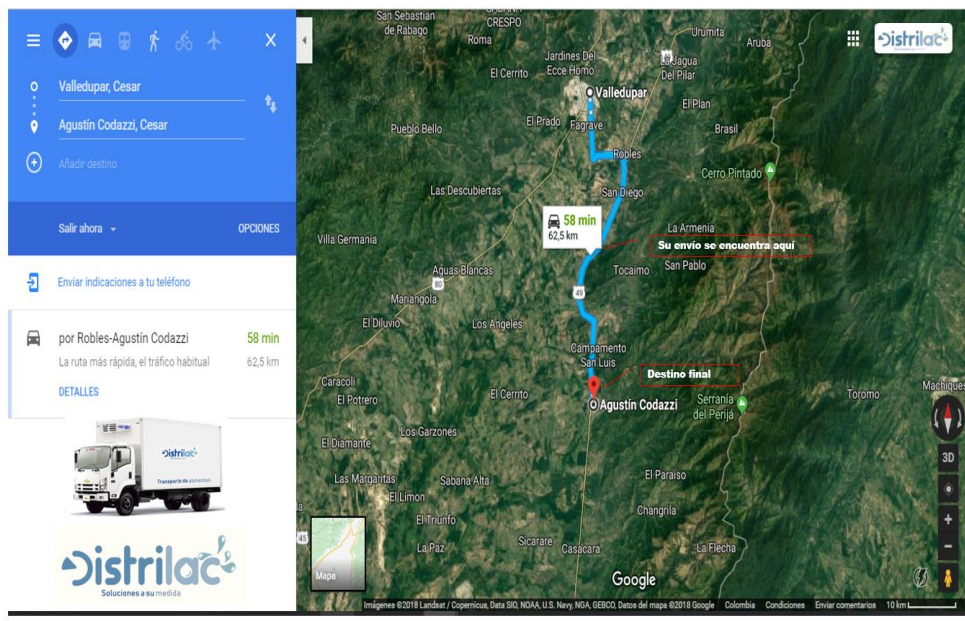 Valledupar, Cesar
Agustín Codazzi, Cesar
Añadir destino
Salir ahora
OPCIONES
Enviar indicaciones a tu teléfono
por Robles-Agustín Codazzi
58 min
La ruta más rápida, el tráfico habitual
62,5 km
DETALLES
Distrilac
Transporte de alimentos
Distrilac
Soluciones a su medida
San Sebastian
de Rabago
CRESPO
Roma
Urumita
Aruba
Distrilac
Jardines Del
Ecce Homo
La Jagua
Del Pilar
El Cerrito
Valledupar
El Plan
El Prado
Fagrave
Pueblo Bello
Brasil
Robles
Cerro Pintado
Las Descubiertas
San Diego
58 min
62,5 km
La Armenia
Villa Germania
Su envío se encuentra aquí
Aguas Blancas
Tocaimo
San Pablo
80
49
Mariangola
El Diluvio
Los Angeles
Campamento
San Luis
Destino final
Caracoli
El Potrero
El Cerrito
Agustín Codazzi
Serranía
del Perijá
Toromo
Machiques
Los Garzones
El Diamante
3D
Las Margaritas
Sabana Alta
El Paraiso
El Limon
Changrila
El Triunfo
45
La Paz
Sicarare
Casacara
La Flecha
Mapa
Google
Imágenes ©2018 Landsat / Copernicus, Data SIO, NOAA, U.S. Navy, NGA, GEBCO, Datos del mapa ©2018 Google
Colombia
Condiciones
Enviar comentarios
10 km